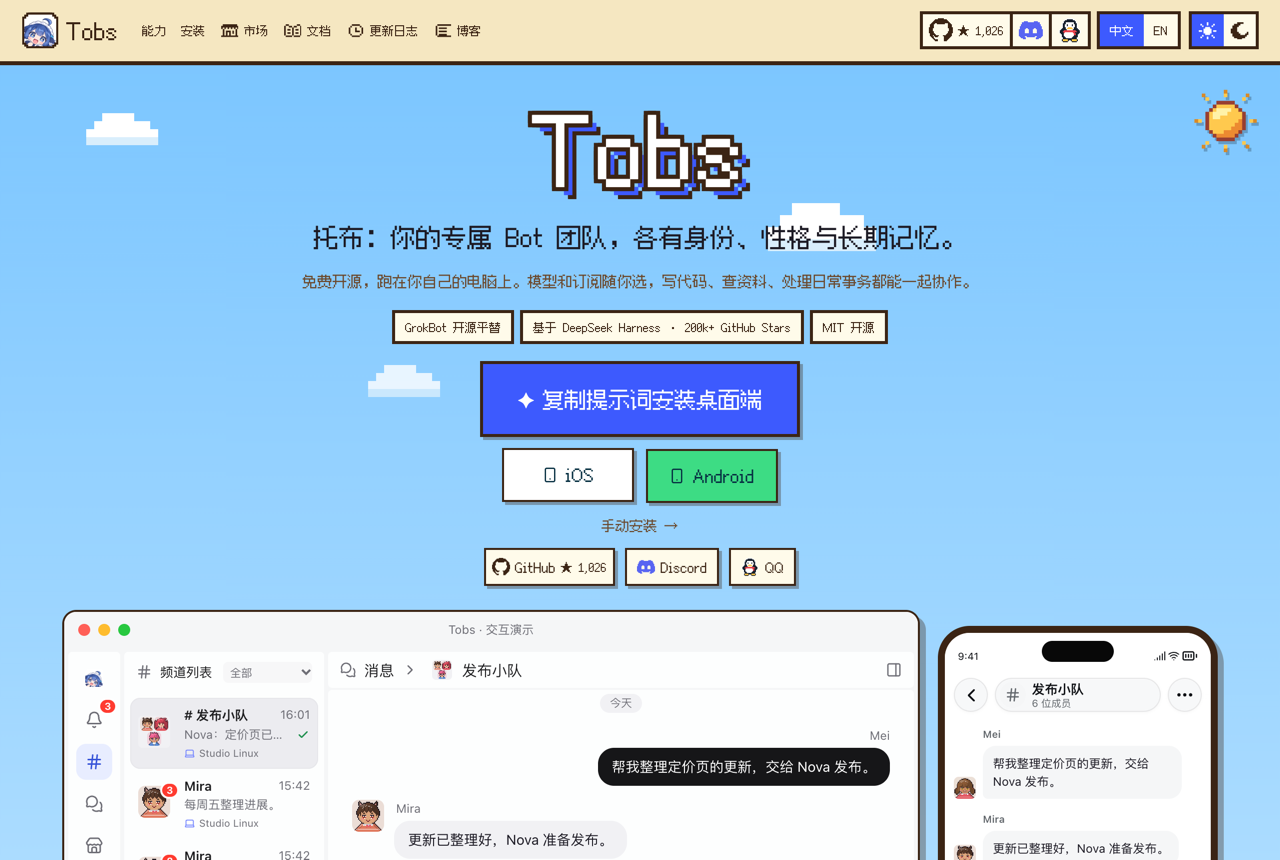 Tobs 能力 安装 市场 文档 更新日志 博客 ★ 1,026 中文 EN
Tobs
托布：你的专属 Bot 团队，各有身份、性格与长期记忆。
免费开源，跑在你自己的电脑上。模型和订阅随你选，写代码、查资料、处理日常事务都能一起协作。
GrokBot 开源平替 基于 DeepSeek Harness · 200k+ GitHub Stars MIT 开源
✦ 复制提示词安装桌面端
iOS Android
手动安装 →
GitHub ★ 1,026 Discord QQ
Tobs · 交互演示
# 频道列表 全部
3
# 发布小队 16:01
Nova：定价页已...
Studio Linux
3
Mira 15:42
每周五整理进展。
Studio Linux
Mira 15:42
消息 > 发布小队
今天
Mei
帮我整理定价页的更新，交给 Nova 发布。
Mira
更新已整理好，Nova 准备发布。
9:41
# 发布小队
6 位成员
Mei
帮我整理定价页的更新，交给
Nova 发布。
Mira
更新已整理好，Nova 准备发布。